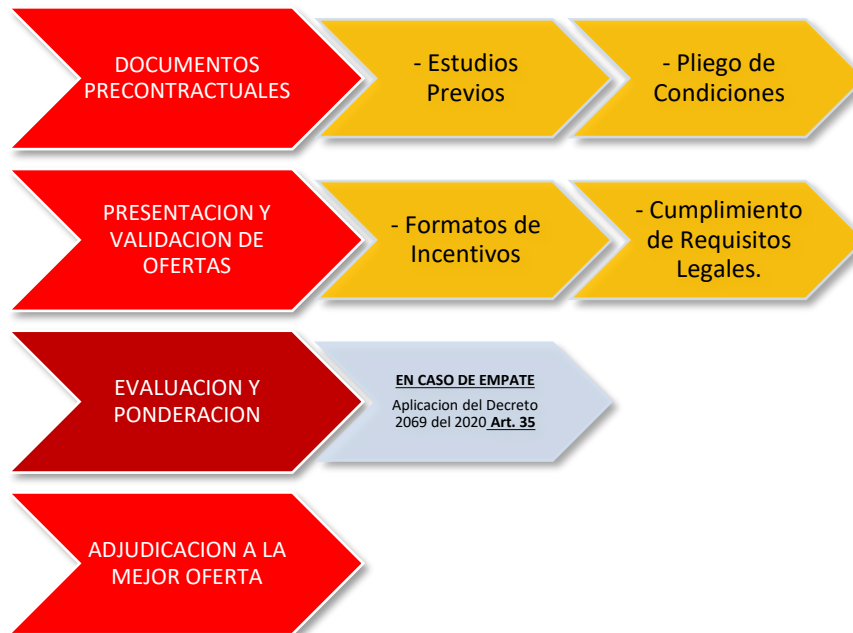 DOCUMENTOS
PRECONTRACTUALES
- Estudios
Previos
- Pliego de
Condiciones
PRESENTACION Y
VALIDACION DE
OFERTAS
- Formatos de
Incentivos
- Cumplimiento
de Requisitos
Legales.
EVALUACION Y
PONDERACION
EN CASO DE EMPATE
Aplicacion del Decreto
2069 del 2020 Art. 35
ADJUDICACION A LA
MEJOR OFERTA